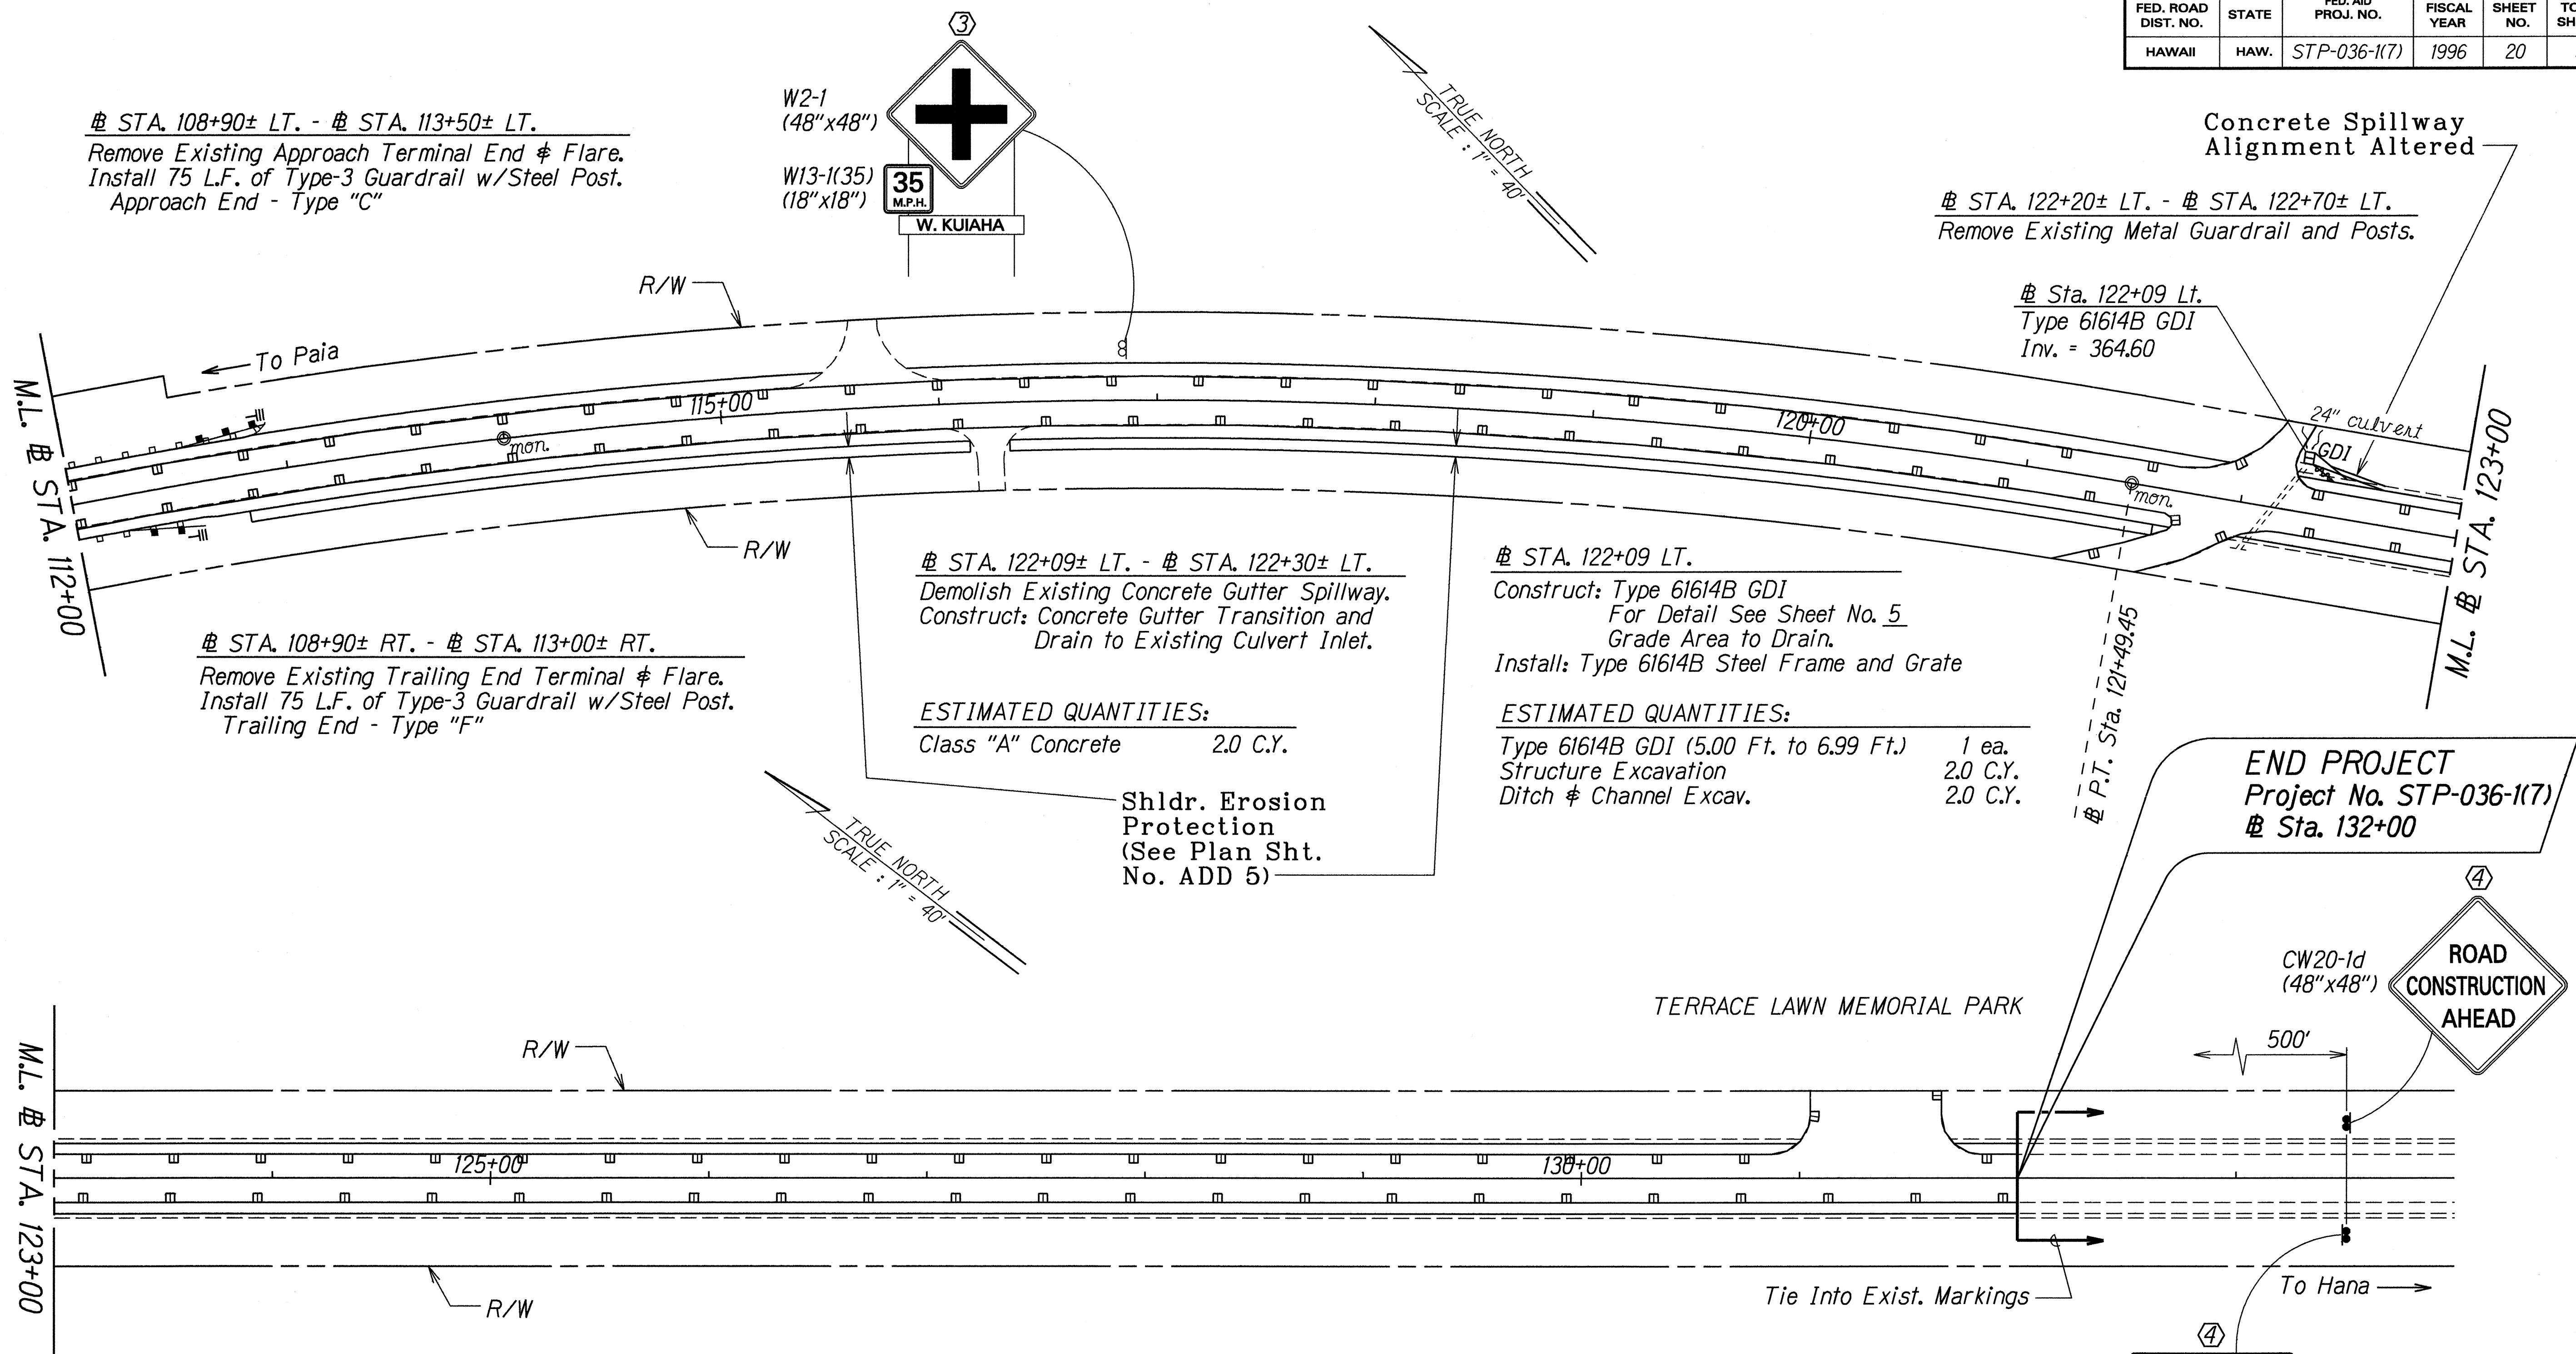 FED. ROAD DIST. NO.
STATE
FED. AID PROJ. NO.
FISCAL YEAR
SHEET NO.
HAWAII
HAW.
STP-036-1(7)
1996
20
3
W2-1
(48"x48")
W13-1(35)
(18"x18")
35
M.P.H.
W. KUIAHA
℄ STA. 108+90± LT. - ℄ STA. 113+50± LT.
Remove Existing Approach Terminal End & Flare.
Install 75 L.F. of Type-3 Guardrail w/Steel Post.
Approach End - Type "C"
TRUE NORTH
SCALE : 1" = 40'
Concrete Spillway
Alignment Altered
℄ STA. 122+20± LT. - ℄ STA. 122+70± LT.
Remove Existing Metal Guardrail and Posts.
℄ Sta. 122+09 Lt.
Type 61614B GDI
Inv. = 364.60
R/W
To Paia
M.L. ℄ STA. 112+00
mon.
115+00
120+00
24" culvert
GDI
mon.
M.L. ℄ STA. 123+00
R/W
℄ P.T. Sta. 121+49.45
℄ STA. 108+90± RT. - ℄ STA. 113+00± RT.
Remove Existing Trailing End Terminal & Flare.
Install 75 L.F. of Type-3 Guardrail w/Steel Post.
Trailing End - Type "F"
℄ STA. 122+09± LT. - ℄ STA. 122+30± LT.
Demolish Existing Concrete Gutter Spillway.
Construct: Concrete Gutter Transition and
Drain to Existing Culvert Inlet.
ESTIMATED QUANTITIES:
Class "A" Concrete 2.0 C.Y.
℄ STA. 122+09 LT.
Construct: Type 61614B GDI
For Detail See Sheet No. 5
Grade Area to Drain.
Install: Type 61614B Steel Frame and Grate
ESTIMATED QUANTITIES:
Type 61614B GDI (5.00 Ft. to 6.99 Ft.) 1 ea.
Structure Excavation 2.0 C.Y.
Ditch & Channel Excav. 2.0 C.Y.
Shldr. Erosion
Protection
(See Plan Sht.
No. ADD 5)
TRUE NORTH
SCALE : 1" = 40'
END PROJECT
Project No. STP-036-1(7)
℄ Sta. 132+00
4
CW20-1d
(48"x48")
ROAD
CONSTRUCTION
AHEAD
TERRACE LAWN MEMORIAL PARK
500'
R/W
M.L. ℄ STA. 123+00
125+00
130+00
R/W
Tie Into Exist. Markings
To Hana
4